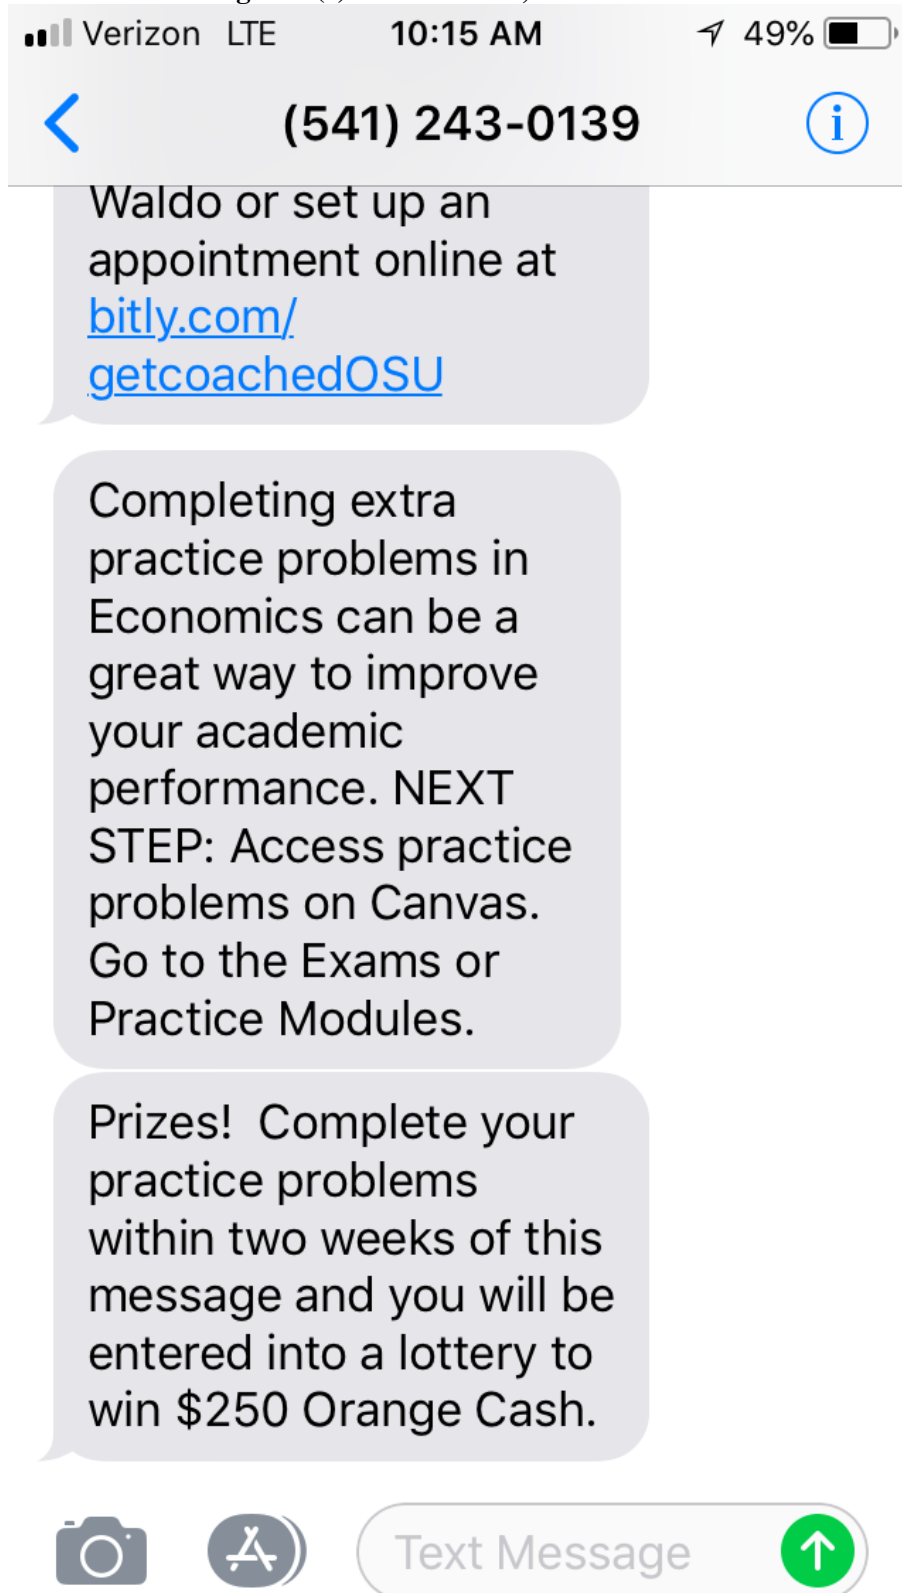 Verizon LTE 10:15 AM 49%
(541) 243-0139
Waldo or set up an
appointment online at
bitly.com/
getcoachedOSU
Completing extra
practice problems in
Economics can be a
great way to improve
your academic
performance. NEXT
STEP: Access practice
problems on Canvas.
Go to the Exams or
Practice Modules.
Prizes!  Complete your
practice problems
within two weeks of this
message and you will be
entered into a lottery to
win $250 Orange Cash.
Text Message